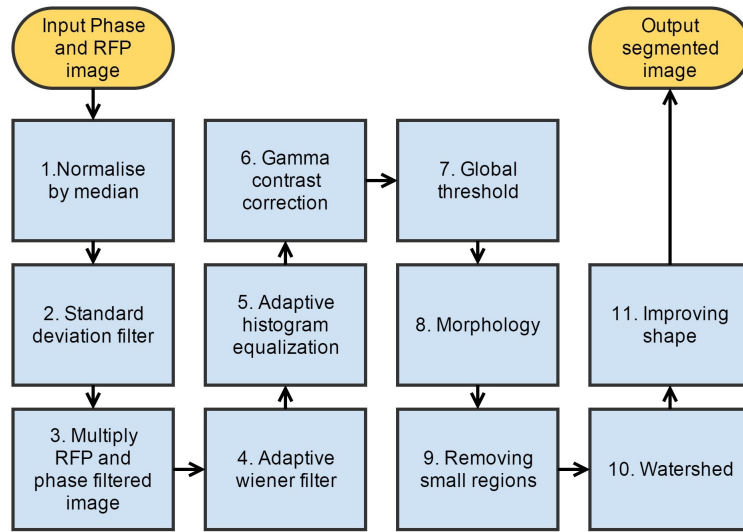 Input Phase
and RFP
image
1.Normalise
by median
2. Standard
deviation filter
3. Multiply
RFP and
phase filtered
image
4. Adaptive
wiener filter
5. Adaptive
histogram
equalization
6. Gamma
contrast
correction
7. Global
threshold
8. Morphology
9. Removing
small regions
10. Watershed
11. Improving
shape
Output
segmented
image